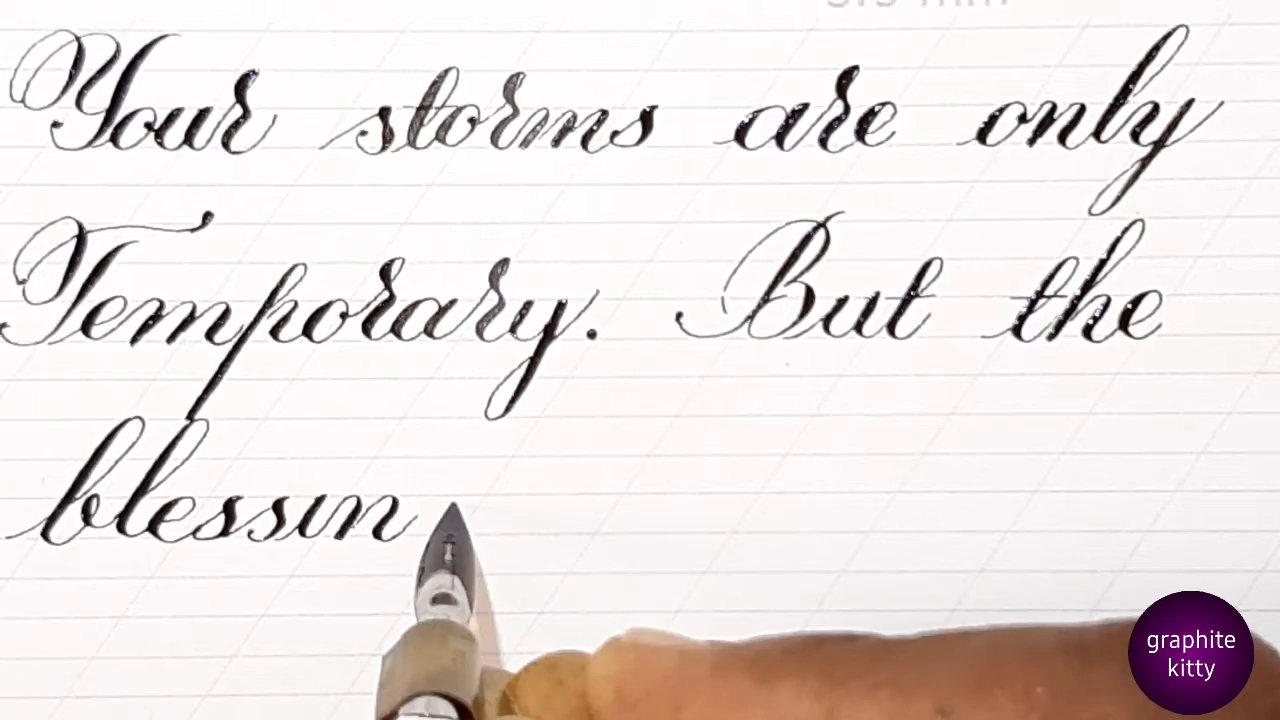 Your storms are only
Temporary. But the
blessin
graphite
kitty